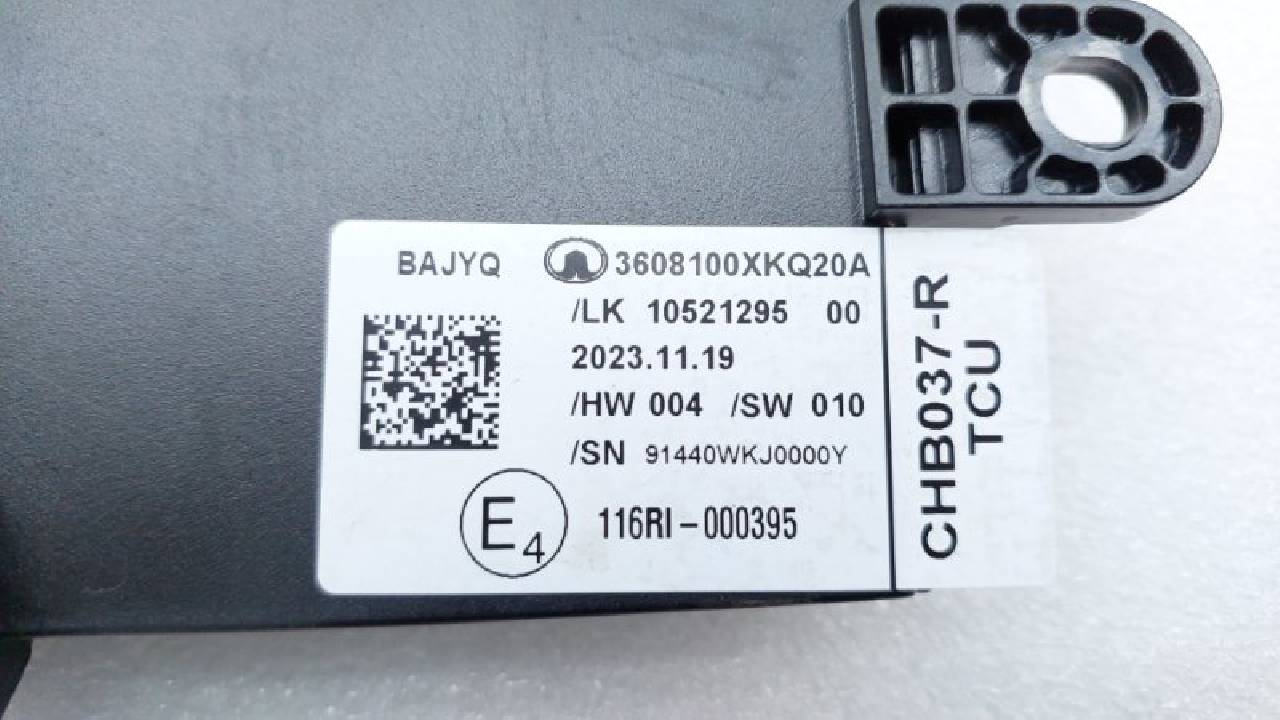 BAJYQ 3608100XKQ20A
/LK 10521295 00
2023.11.19
/HW 004 /SW 010
/SN 91440WKJ0000Y
E4 116RI-000395
CHB037-R
TCU